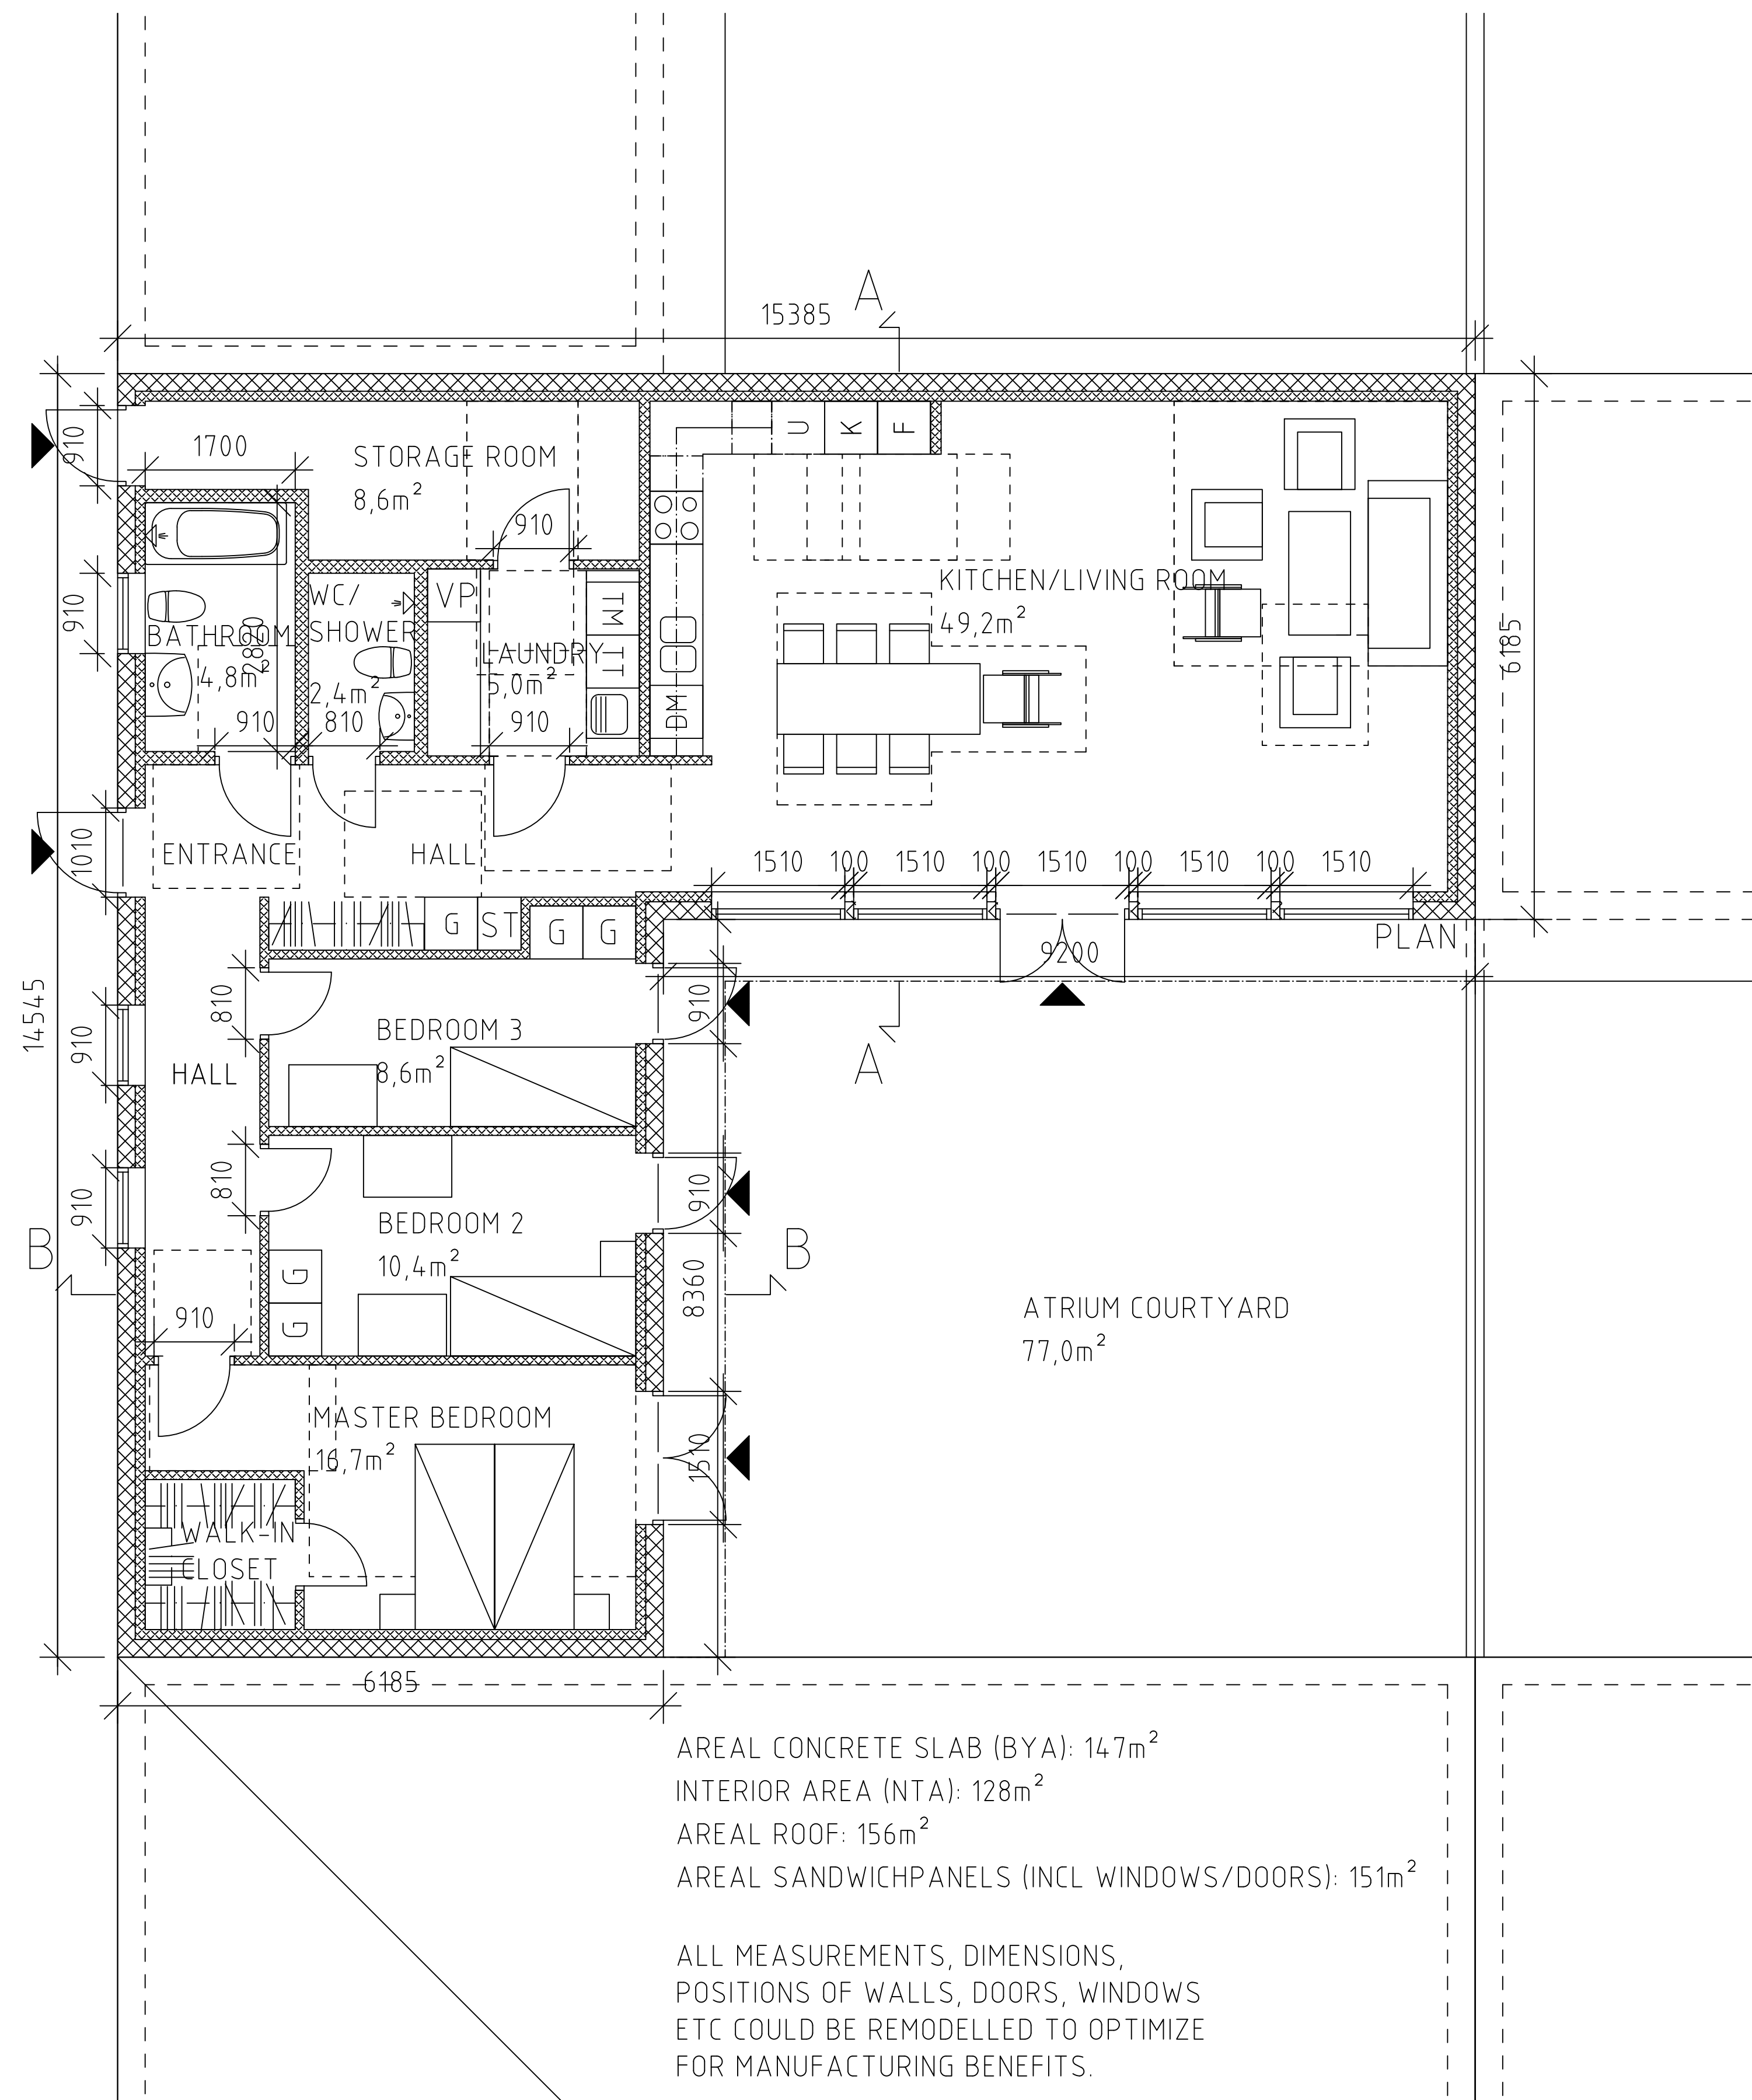 A
15385
910
1700
STORAGE ROOM
8,6m²
U
K
F
910
910
VP
TM
TT
WC/
SHOWER
BATHROOM
2820
4,8m²
2,4m²
LAUNDRY
5,0m²
KITCHEN/LIVING ROOM
49,2m²
6185
DM
910
810
910
1010
ENTRANCE
HALL
1510
100
1510
100
1510
100
1510
100
1510
G
ST
G
G
PLAN
9200
14545
810
910
910
BEDROOM 3
8,6m²
HALL
A
810
910
910
BEDROOM 2
10,4m²
B
B
G
G
8360
910
ATRIUM COURTYARD
77,0m²
MASTER BEDROOM
16,7m²
1510
WALK-IN
CLOSET
6185
AREAL CONCRETE SLAB (BYA): 147m²
INTERIOR AREA (NTA): 128m²
AREAL ROOF: 156m²
AREAL SANDWICHPANELS (INCL WINDOWS/DOORS): 151m²
ALL MEASUREMENTS, DIMENSIONS,
POSITIONS OF WALLS, DOORS, WINDOWS
ETC COULD BE REMODELLED TO OPTIMIZE
FOR MANUFACTURING BENEFITS.